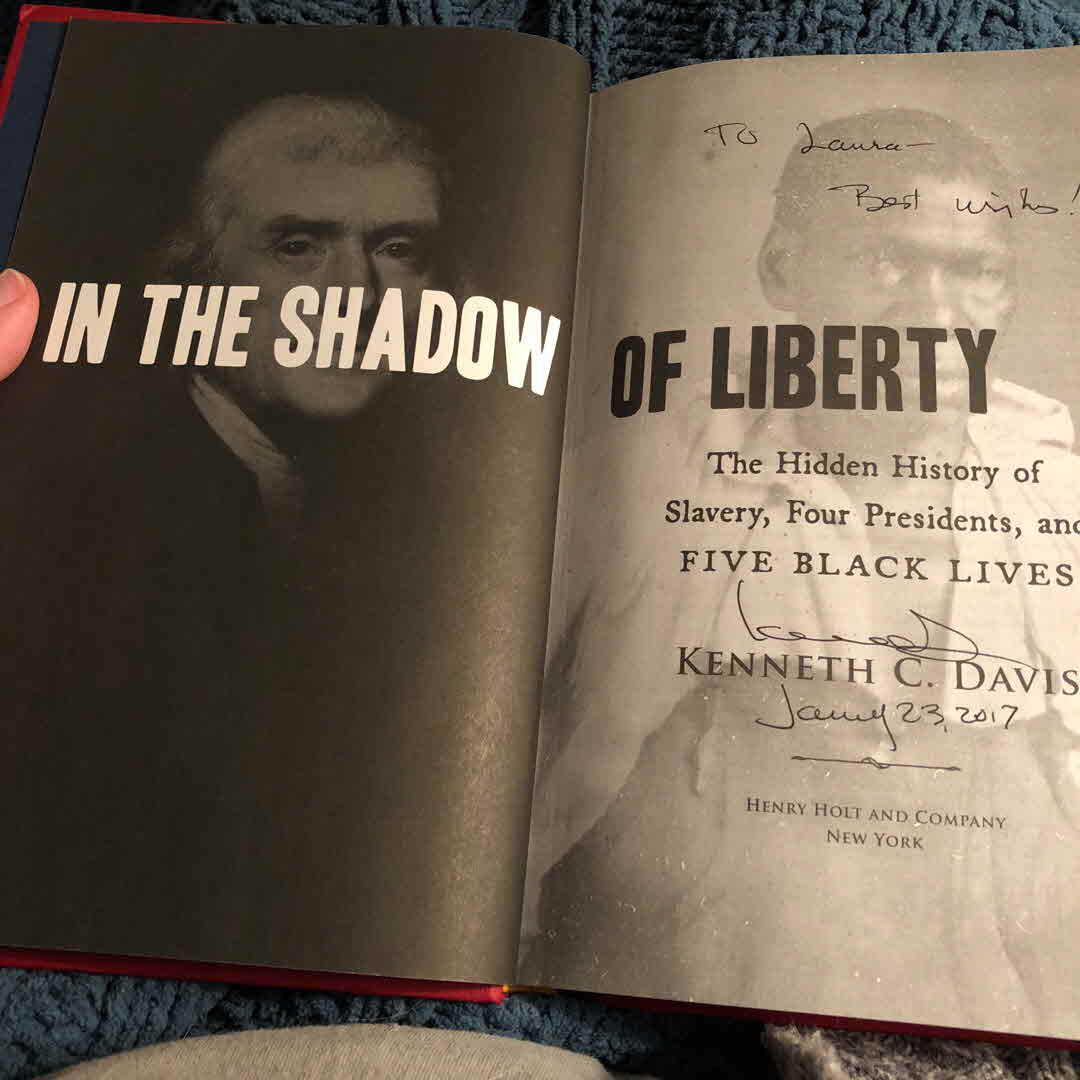 To Laura-
Best wishes!
IN THE SHADOW OF LIBERTY
The Hidden History of
Slavery, Four Presidents, and
FIVE BLACK LIVES
KENNETH C. DAVIS
23, 2017
HENRY HOLT AND COMPANY
NEW YORK